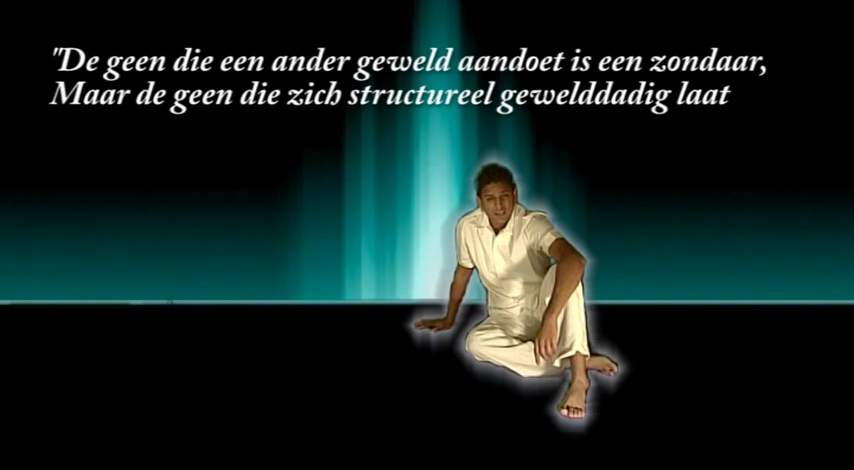 "De geen die een ander geweld aandoet is een zondaar,
Maar de geen die zich structureel gewelddadig laat